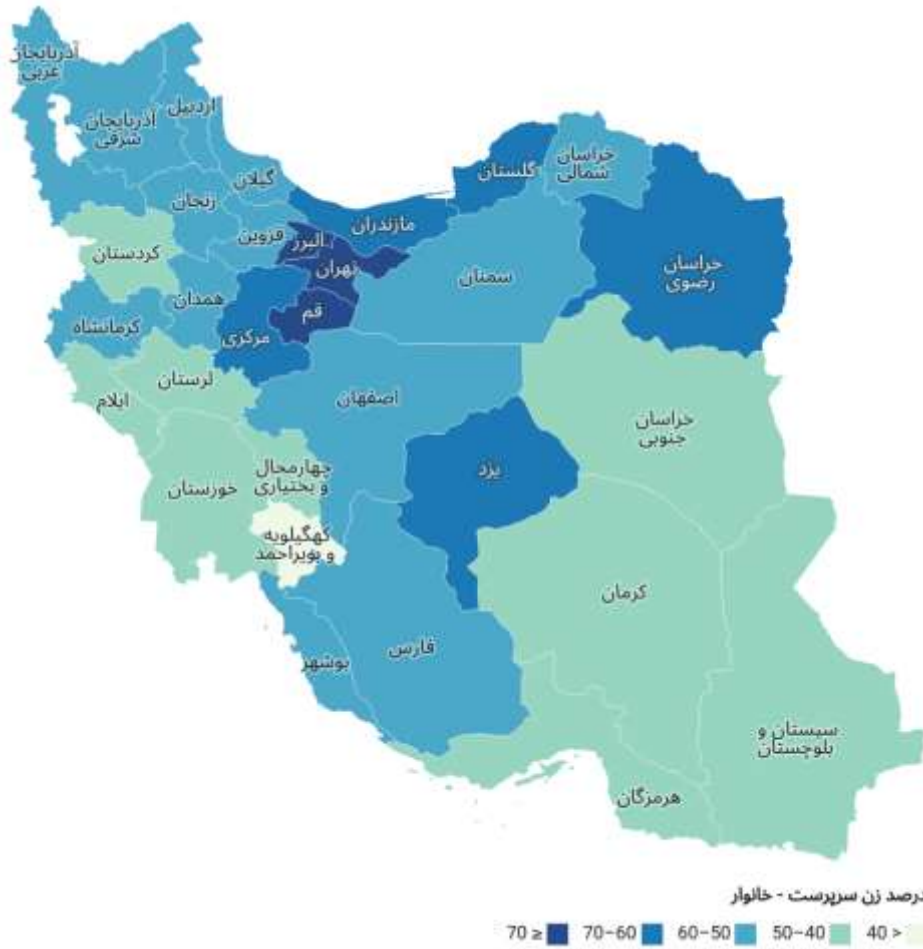 آذربایجان
غربی
آذربایجان
شرقی
اردبیل
گیلان
زنجان
قزوین
البرز
تهران
مازندران
گلستان
خراسان
شمالی
خراسان
رضوی
سمنان
کردستان
همدان
قم
مرکزی
کرمانشاه
لرستان
ایلام
اصفهان
خراسان
جنوبی
یزد
چهارمحال
و بختیاری
خوزستان
کهگیلویه
و بویراحمد
کرمان
فارس
بوشهر
سیستان و
بلوچستان
هرمزگان
درصد زن سرپرست - خانوار
40 > 50-40 60-50 70-60 70 ≤